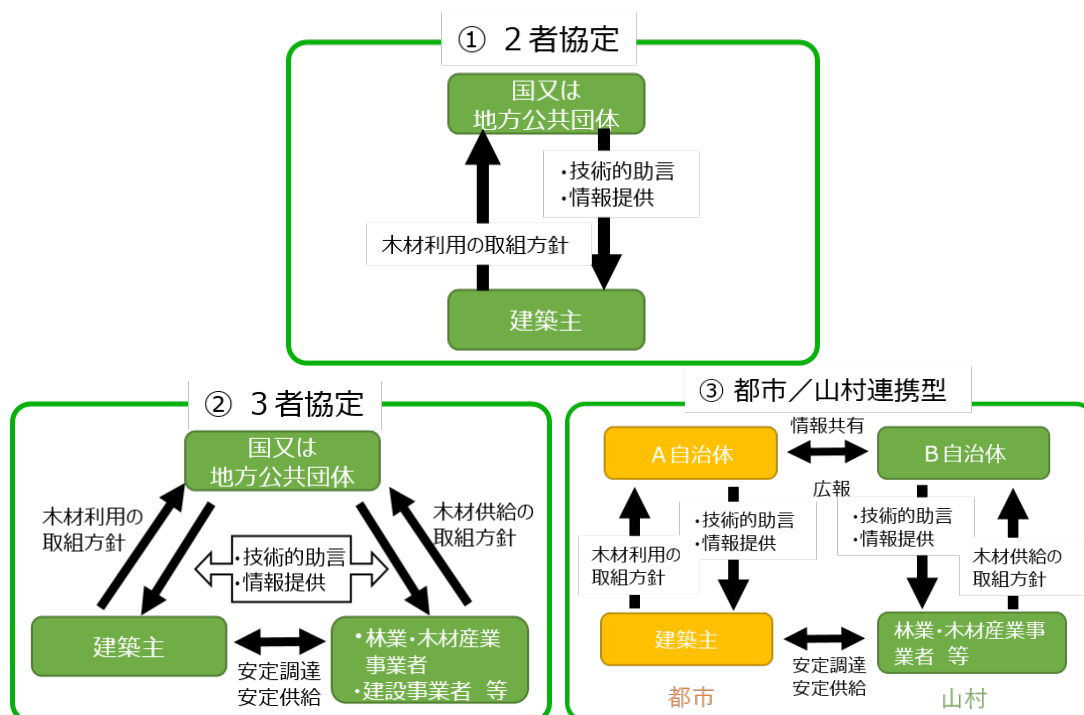 ① ２者協定
国又は
地方公共団体
・技術的助言
・情報提供
木材利用の取組方針
建築主
② ３者協定
国又は
地方公共団体
木材利用の
取組方針
木材供給の
取組方針
・技術的助言
・情報提供
建築主
・林業・木材産業
事業者
・建設事業者 等
安定調達
安定供給
③ 都市／山村連携型
情報共有
Ａ自治体
Ｂ自治体
広報
・技術的助言
・情報提供
・技術的助言
・情報提供
木材利用の
取組方針
木材供給の
取組方針
建築主
林業・木材産業事
業者 等
安定調達
安定供給
都市
山村